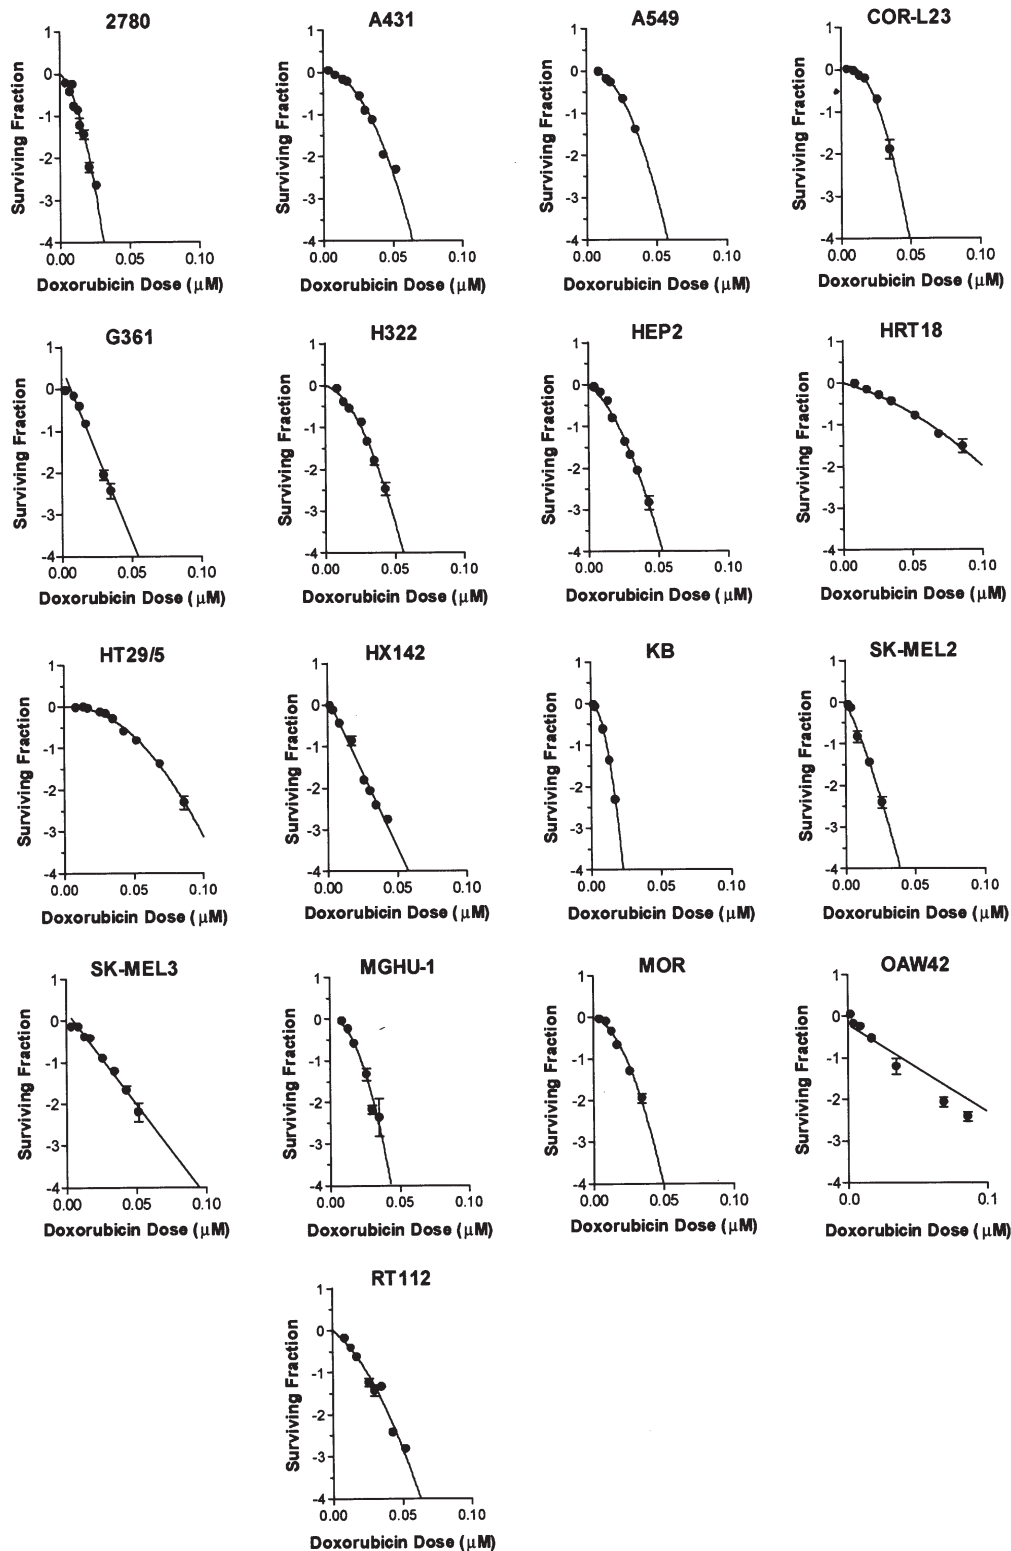 2780
A431
A549
COR-L23
1
0
-1
-2
-3
-4
Surviving Fraction
0.00 0.05 0.10
Doxorubicin Dose (μM)
1
0
-1
-2
-3
-4
Surviving Fraction
0.00 0.05 0.10
Doxorubicin Dose (μM)
1
0
-1
-2
-3
-4
Surviving Fraction
0.00 0.05 0.10
Doxorubicin Dose (μM)
1
0
-1
-2
-3
-4
Surviving Fraction
0.00 0.05 0.10
Doxorubicin Dose (μM)
G361
H322
HEP2
HRT18
1
0
-1
-2
-3
-4
Surviving Fraction
0.00 0.05 0.10
Doxorubicin Dose (μM)
1
0
-1
-2
-3
-4
Surviving Fraction
0.00 0.05 0.10
Doxorubicin Dose (μM)
1
0
-1
-2
-3
-4
Surviving Fraction
0.00 0.05 0.10
Doxorubicin Dose (μM)
1
0
-1
-2
-3
-4
Surviving Fraction
0.00 0.05 0.10
Doxorubicin Dose (μM)
HT29/5
HX142
KB
SK-MEL2
1
0
-1
-2
-3
-4
Surviving Fraction
0.00 0.05 0.10
Doxorubicin Dose (μM)
1
0
-1
-2
-3
-4
Surviving Fraction
0.00 0.05 0.10
Doxorubicin Dose (μM)
1
0
-1
-2
-3
-4
Surviving Fraction
0.00 0.05 0.10
Doxorubicin Dose (μM)
1
0
-1
-2
-3
-4
Surviving Fraction
0.00 0.05 0.10
Doxorubicin Dose (μM)
SK-MEL3
MGHU-1
MOR
OAW42
1
0
-1
-2
-3
-4
Surviving Fraction
0.00 0.05 0.10
Doxorubicin Dose (μM)
1
0
-1
-2
-3
-4
Surviving Fraction
0.00 0.05 0.10
Doxorubicin Dose (μM)
1
0
-1
-2
-3
-4
Surviving Fraction
0.00 0.05 0.10
Doxorubicin Dose (μM)
1
0
-1
-2
-3
-4
Surviving Fraction
0.0 0.1
Doxorubicin Dose (μM)
RT112
1
0
-1
-2
-3
-4
Surviving Fraction
0.00 0.05 0.10
Doxorubicin Dose (μM)